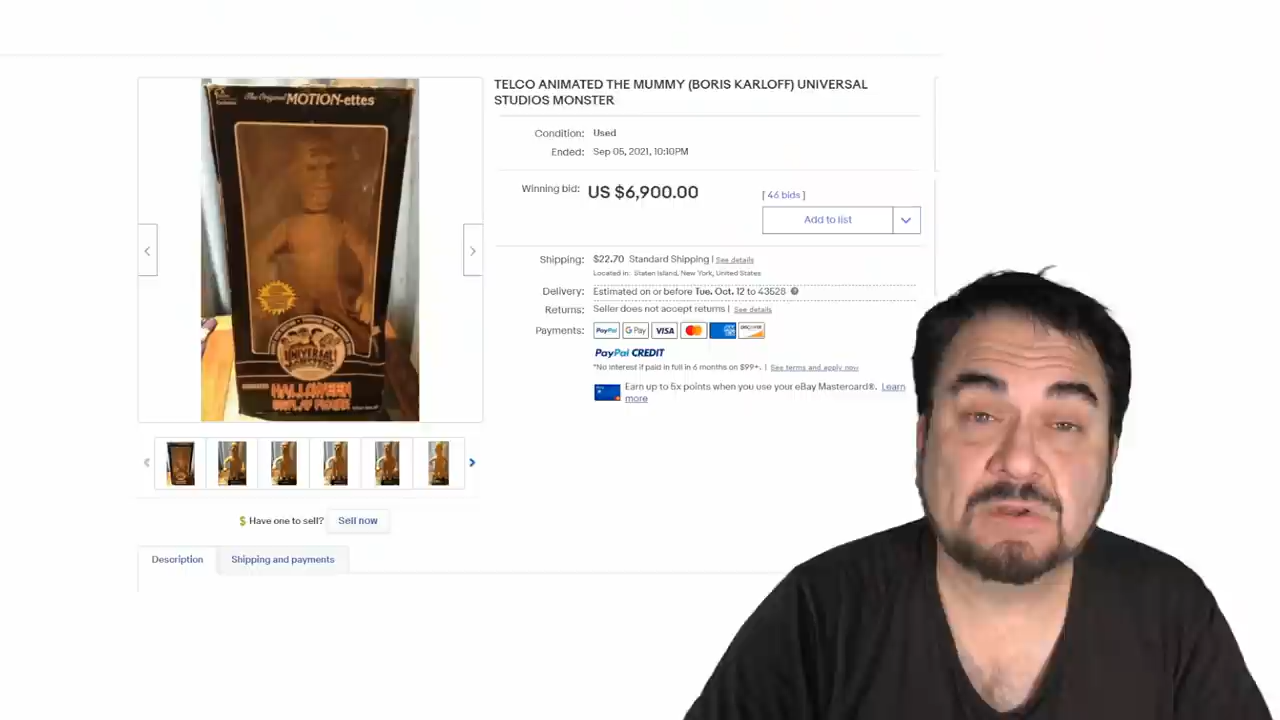 The Original MOTION-ettes
UNIVERSAL
MONSTERS
HALLOWEEN
DISPLAY FIGURE
TELCO ANIMATED THE MUMMY (BORIS KARLOFF) UNIVERSAL
STUDIOS MONSTER
Condition: Used
Ended: Sep 05, 2021, 10:10PM
Winning bid: US $6,900.00 [ 46 bids ]
Add to list
Shipping: $22.70 Standard Shipping | See details
Located in: Staten Island, New York, United States
Delivery: Estimated on or before Tue. Oct. 12 to 43528
Returns: Seller does not accept returns | See details
Payments: PayPal G Pay VISA DISCOVER
PayPal CREDIT
*No interest if paid in full in 6 months on $99+. | See terms and apply now
Earn up to 5x points when you use your eBay Mastercard®. Learn
more
$ Have one to sell? Sell now
Description Shipping and payments